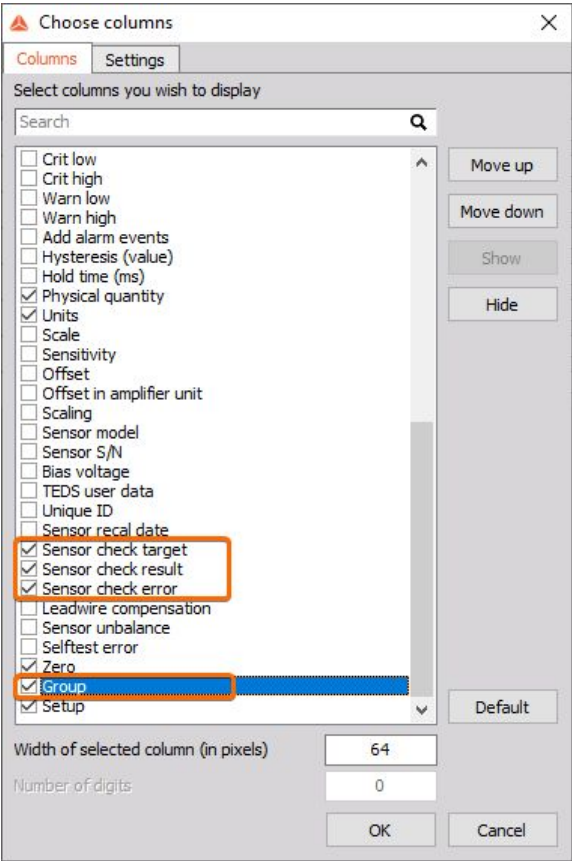 Choose columns
Columns
Settings
Select columns you wish to display
Search
Crit low
Crit high
Warn low
Warn high
Add alarm events
Hysteresis (value)
Hold time (ms)
Physical quantity
Units
Scale
Sensitivity
Offset
Offset in amplifier unit
Scaling
Sensor model
Sensor S/N
Bias voltage
TEDS user data
Unique ID
Sensor recal date
Sensor check target
Sensor check result
Sensor check error
Leadwire compensation
Sensor unbalance
Selftest error
Zero
Group
Setup
Move up
Move down
Show
Hide
Default
Width of selected column (in pixels) 64
Number of digits 0
OK
Cancel